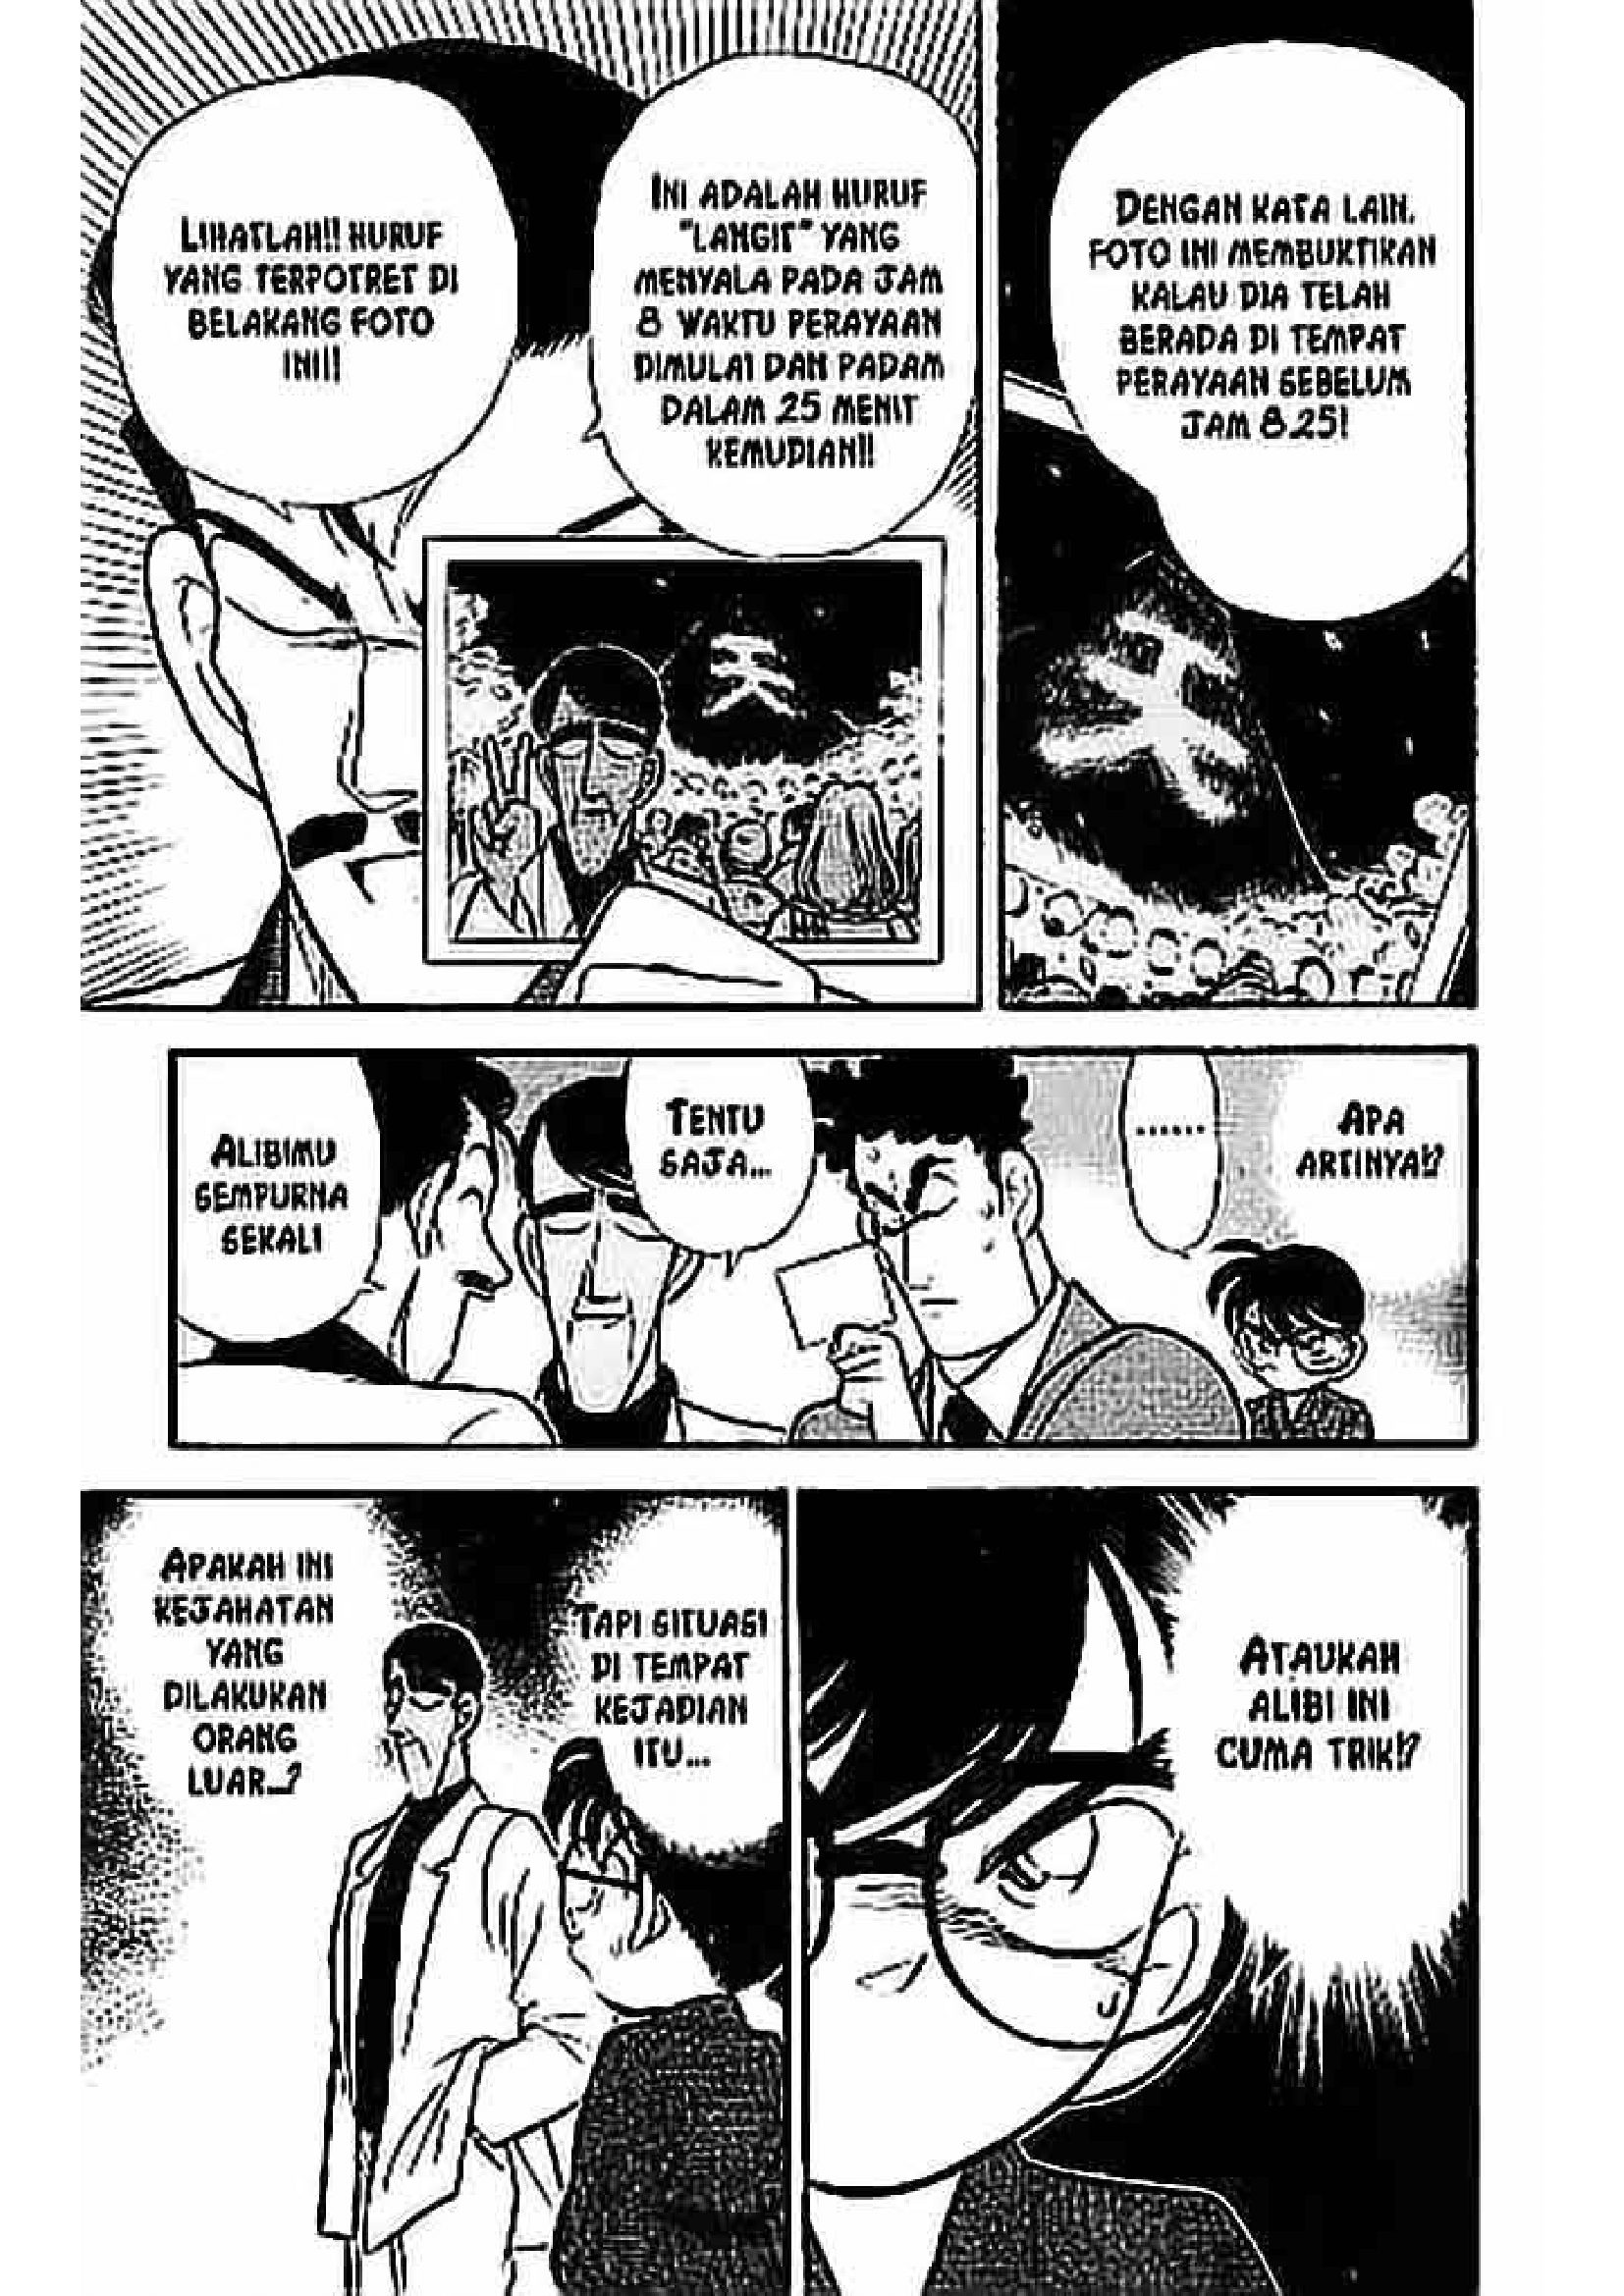 LIHATLAH!! HURUF
YANG TERPOTRET DI
BELAKANG FOTO
INI!!
INI ADALAH HURUF
"LANGIT" YANG
MENYALA PADA JAM
8 WAKTU PERAYAAN
DIMULAI DAN PADAM
DALAM 25 MENIT
KEMUDIAN!!
天
DENGAN KATA LAIN,
FOTO INI MEMBUKTIKAN
KALAU DIA TELAH
BERADA DI TEMPAT
PERAYAAN SEBELUM
JAM 8.25!
天
ALIBIMU
SEMPURNA
SEKALI
TENTU
SAJA...
......
APA
ARTINYA!?
APAKAH INI
KEJAHATAN
YANG
DILAKUKAN
ORANG
LUAR...?
TAPI SITUASI
DI TEMPAT
KEJADIAN
ITU...
ATAUKAH
ALIBI INI
CUMA TRIK!?